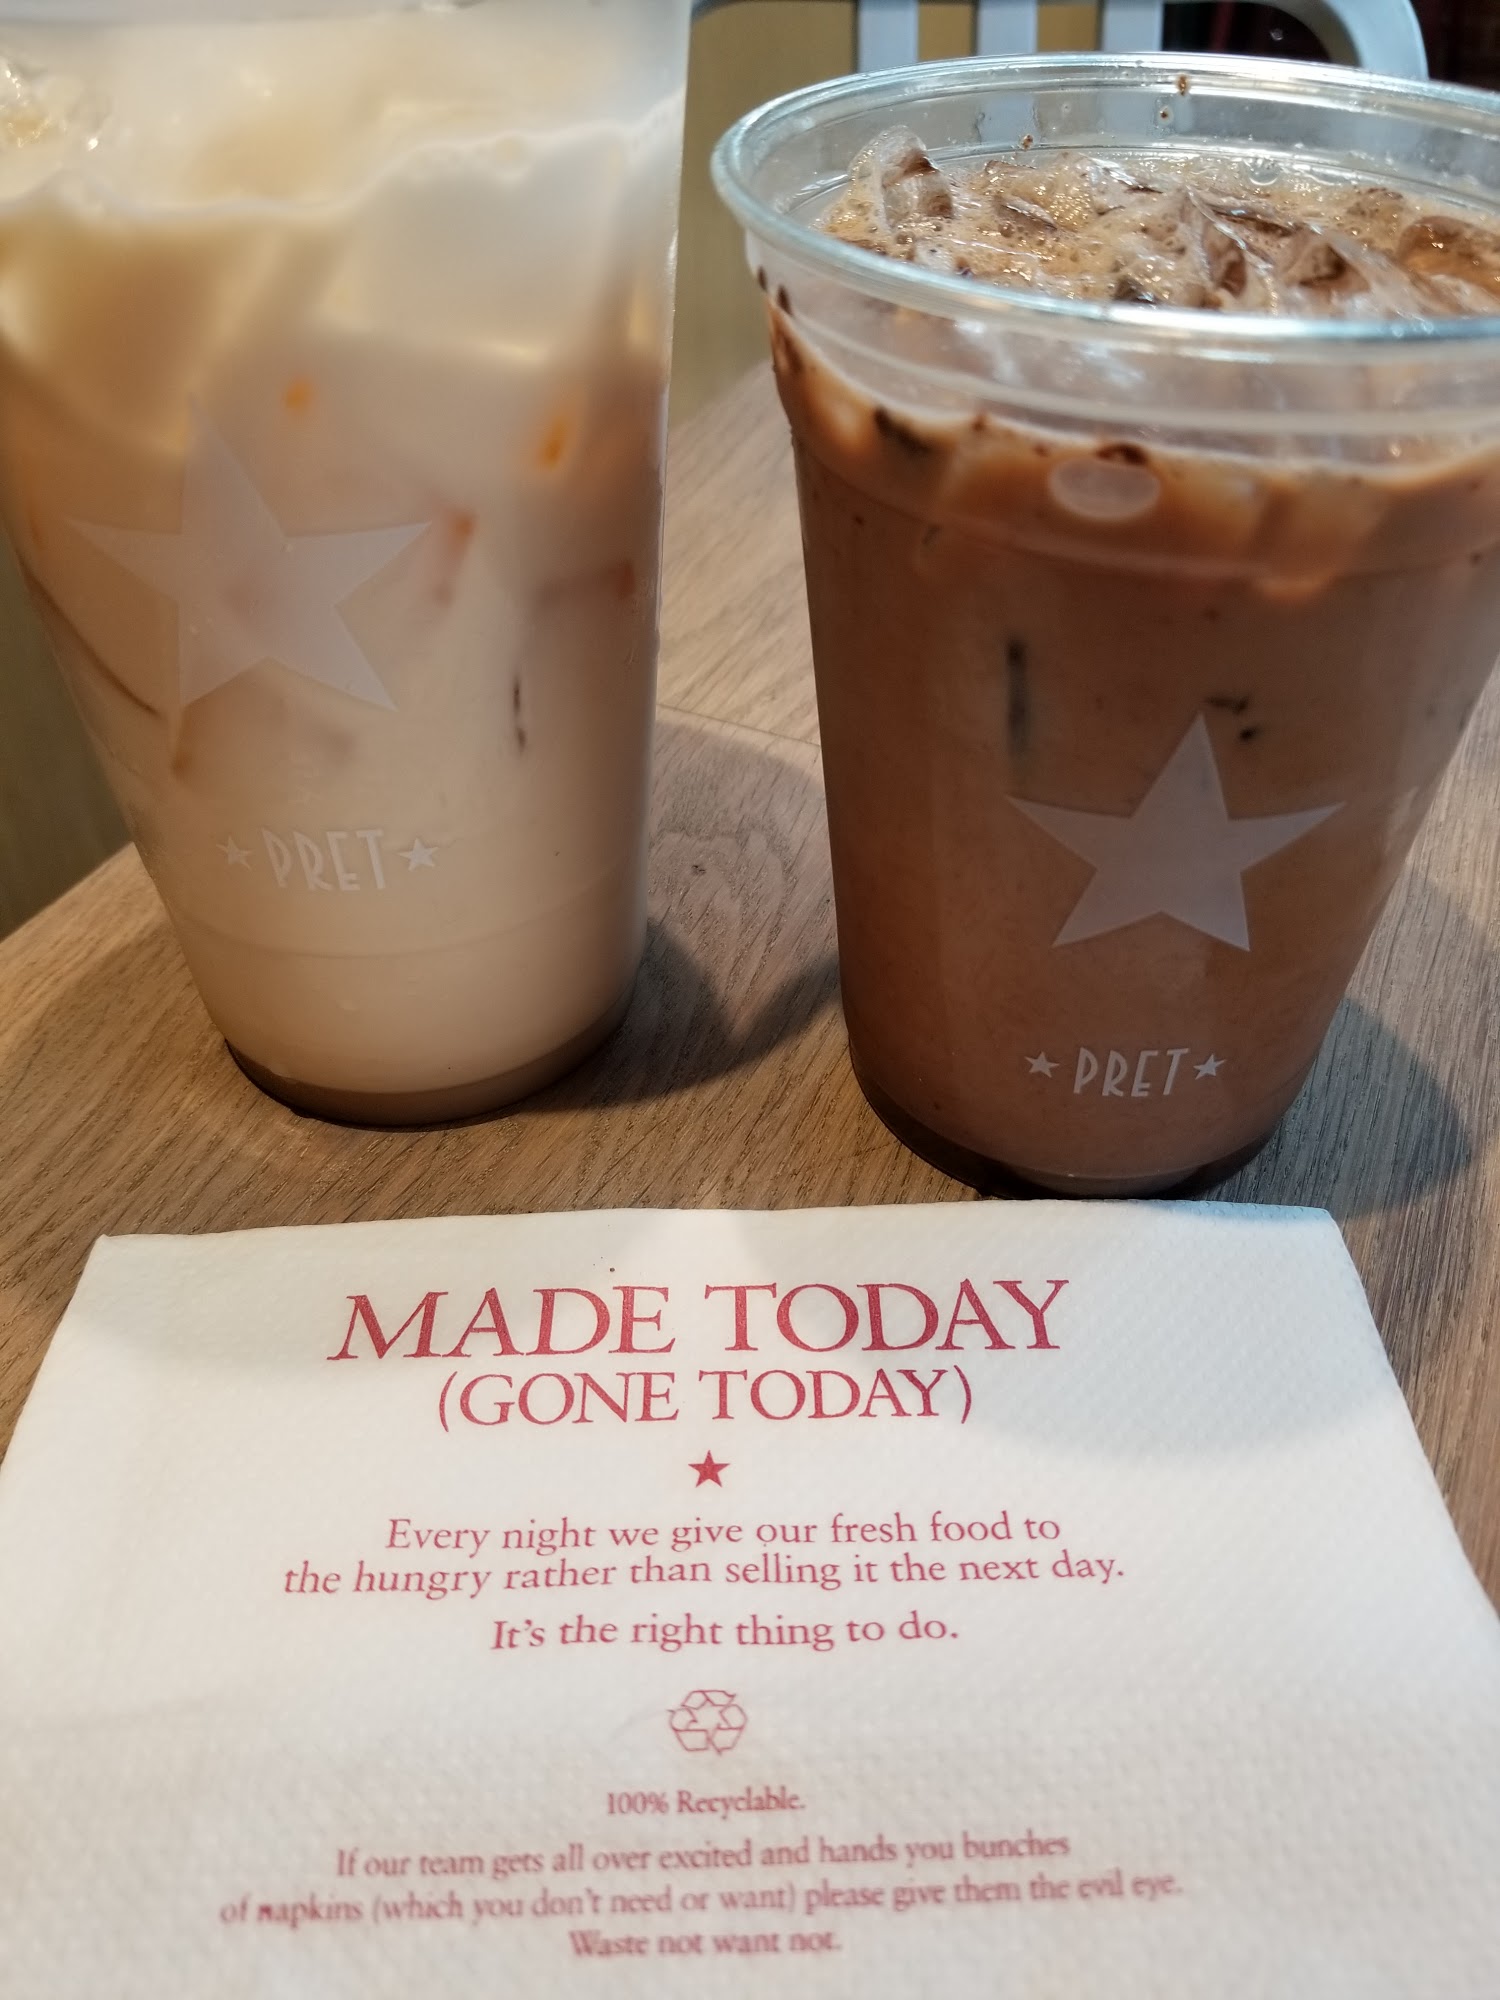 ★ PRET ★
★ PRET ★
MADE TODAY
(GONE TODAY)
Every night we give our fresh food to
the hungry rather than selling it the next day.
It's the right thing to do.
100% Recyclable.
If our team gets all over excited and hands you bunches
of napkins (which you don't need or want) please give them the evil eye.
Waste not want not.